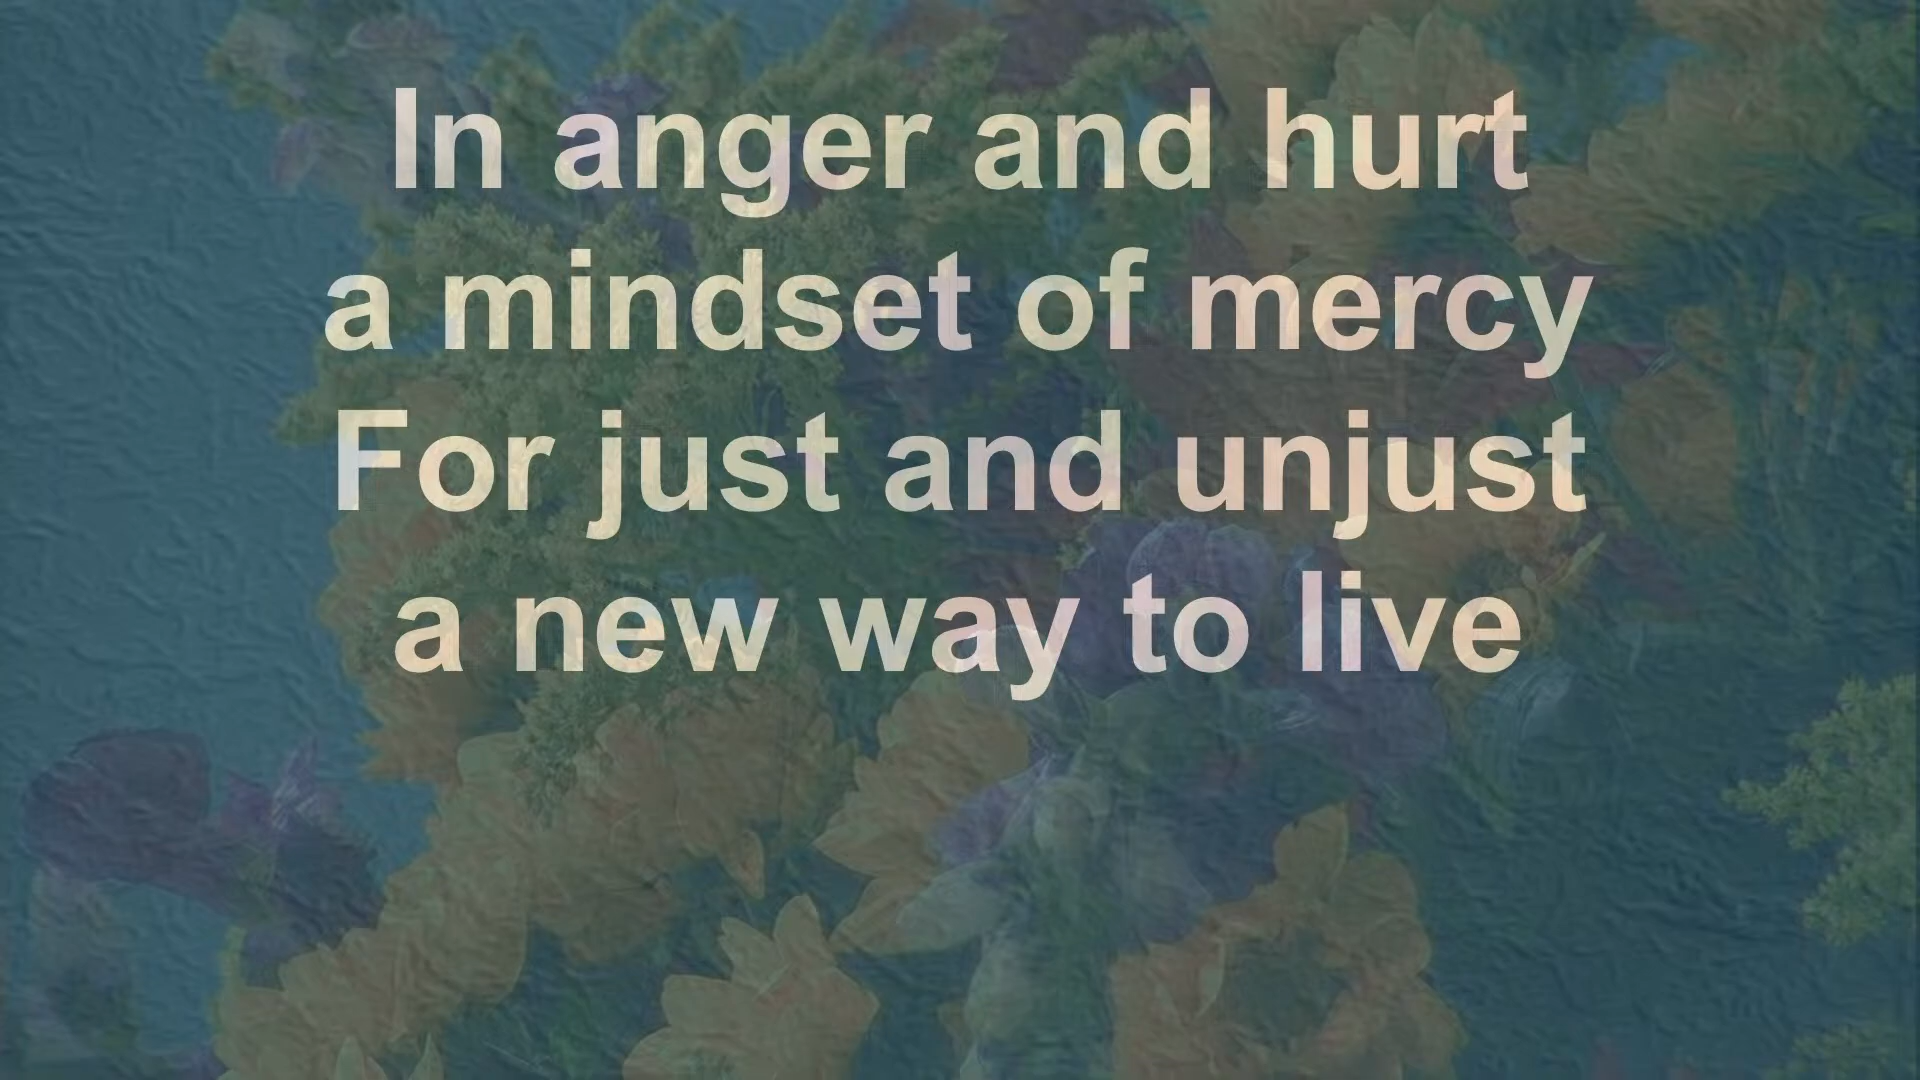 In anger and hurt
a mindset of mercy
For just and unjust
a new way to live